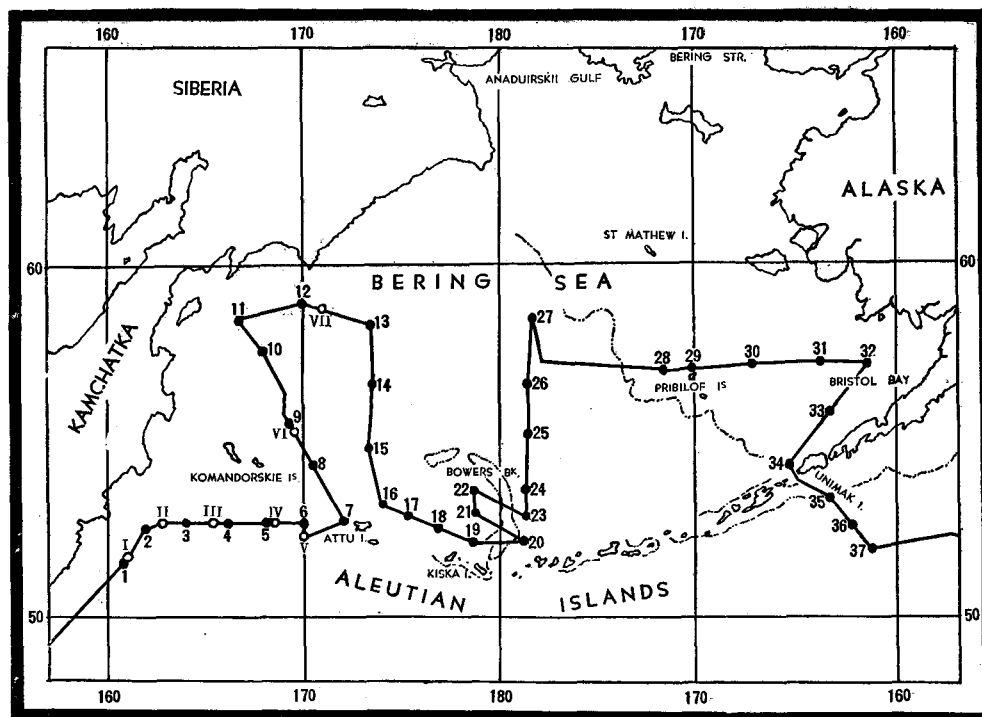 160 170 180 170 160
SIBERIA
ANADUIRSKII GULF
BERING STR.
ALASKA
ST MATHEW I.
60 60
BERING SEA
KAMCHATKA
12
11 VII 13
27
10
14
26
28 29 30 31 32
PRIBILOF IS
BRISTOL BAY
9
VI
33
25
15
8
KOMANDORSKIE IS
BOWERS BK.
34
22 24
UNIMAK I.
16
21 23
35
17
II III IV 6 7
18
I 2 3 4 5
V
ATTU I.
19 20
36
37
1
KISKA I.
ALEUTIAN ISLANDS
50 50
160 170 180 170 160